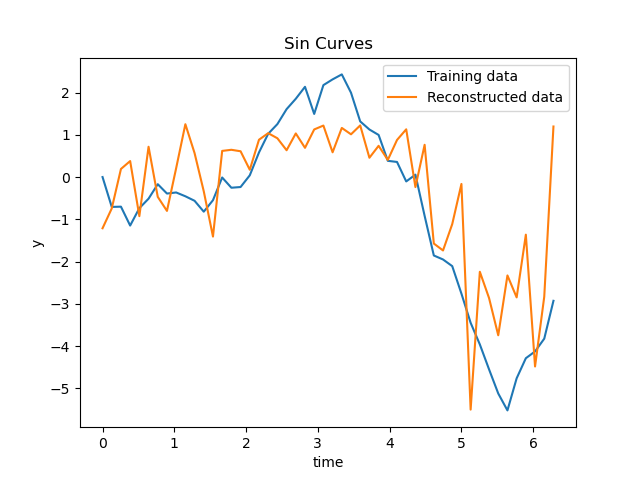 Sin Curves
Training data
Reconstructed data
y
2
1
0
−1
−2
−3
−4
−5
0 1 2 3 4 5 6
time